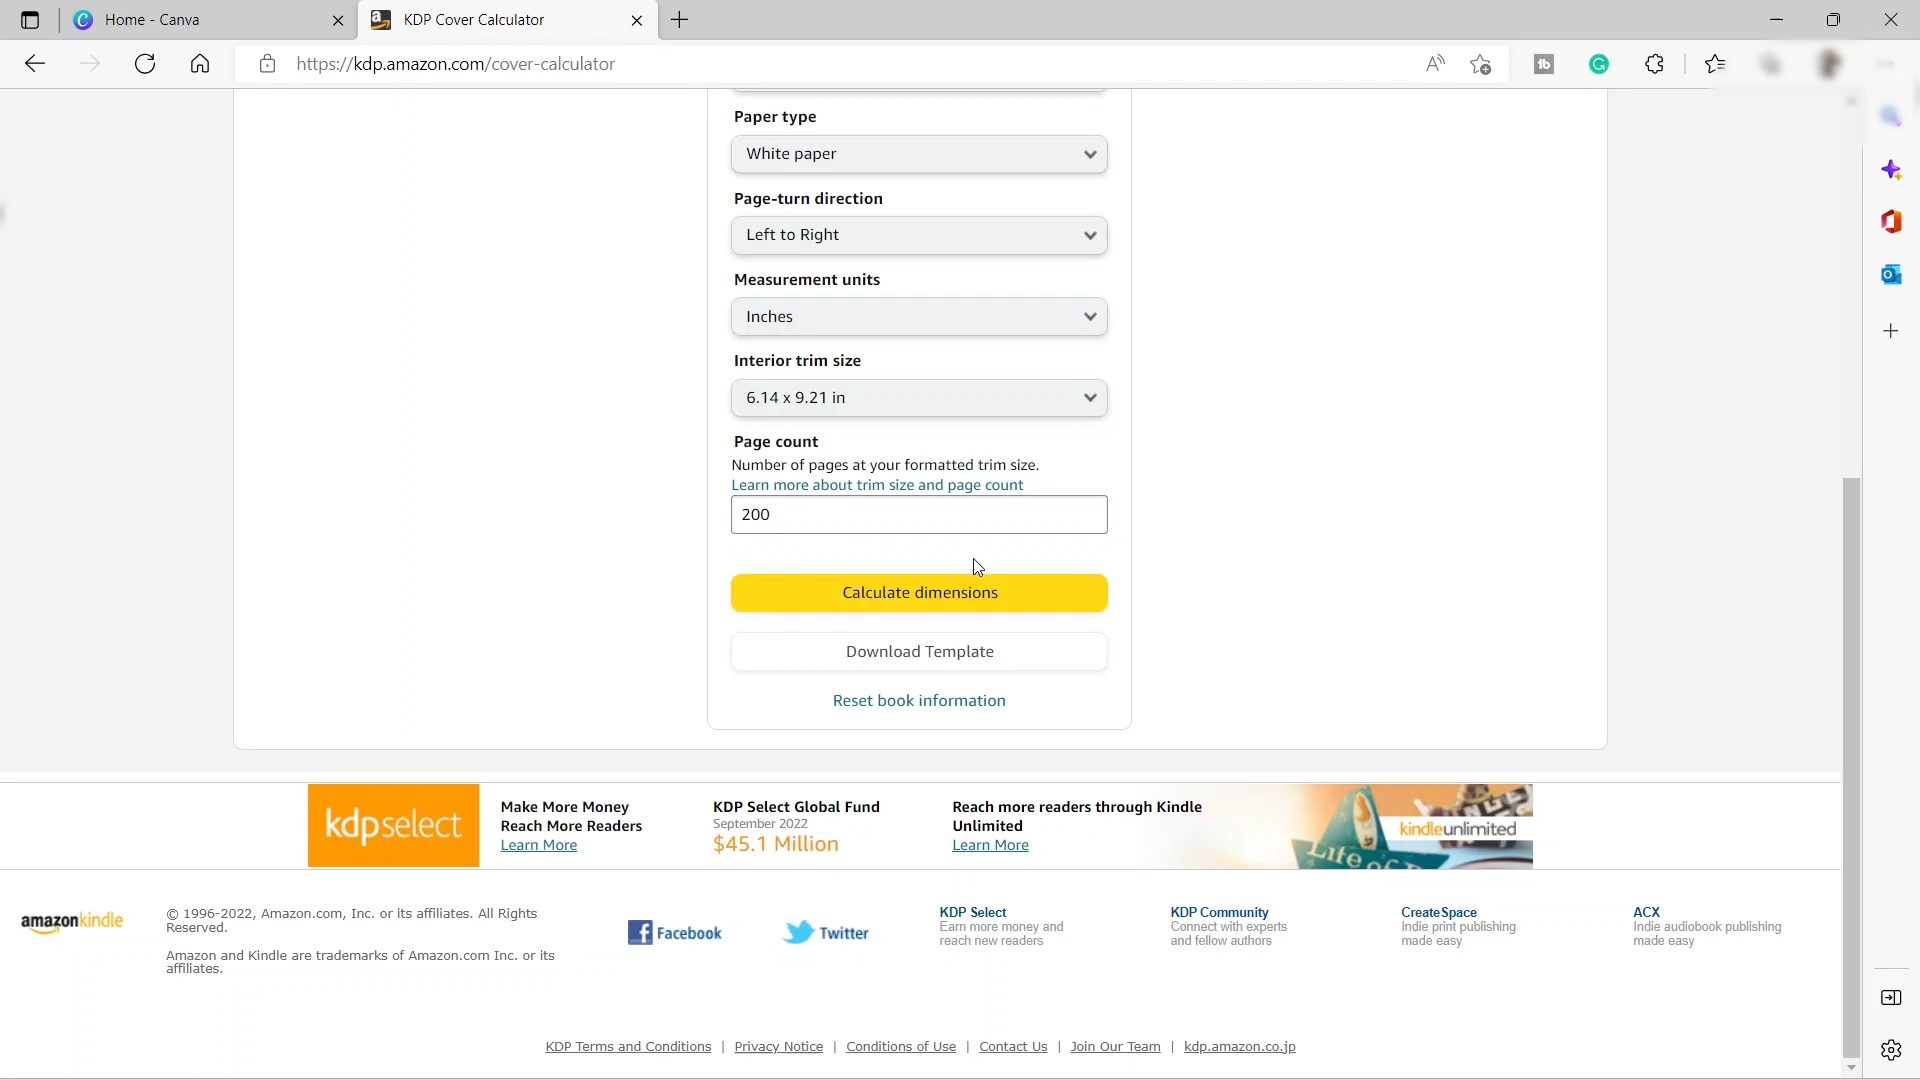 Home - Canva
KDP Cover Calculator
https://kdp.amazon.com/cover-calculator
Paper type
White paper
Page-turn direction
Left to Right
Measurement units
Inches
Interior trim size
6.14 x 9.21 in
Page count
Number of pages at your formatted trim size.
Learn more about trim size and page count
200
Calculate dimensions
Download Template
Reset book information
kdpselect
Make More Money
Reach More Readers
Learn More
KDP Select Global Fund
September 2022
$45.1 Million
Reach more readers through Kindle
Unlimited
Learn More
Life of
kindleunlimited
amazonkindle
© 1996-2022, Amazon.com, Inc. or its affiliates. All Rights
Reserved.
Amazon and Kindle are trademarks of Amazon.com Inc. or its
affiliates.
Facebook
Twitter
KDP Select
Earn more money and
reach new readers
KDP Community
Connect with experts
and fellow authors
CreateSpace
Indie print publishing
made easy
ACX
Indie audiobook publishing
made easy
KDP Terms and Conditions | Privacy Notice | Conditions of Use | Contact Us | Join Our Team | kdp.amazon.co.jp